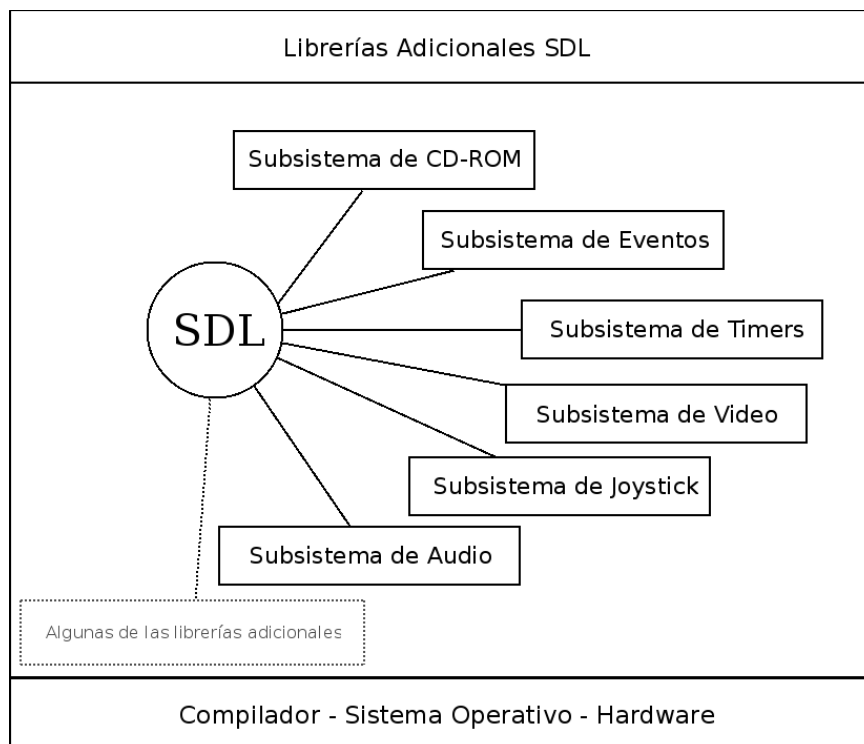 Librerías Adicionales SDL
Subsistema de CD-ROM
Subsistema de Eventos
SDL
Subsistema de Timers
Subsistema de Video
Subsistema de Joystick
Subsistema de Audio
Algunas de las librerías adicionales
Compilador - Sistema Operativo - Hardware